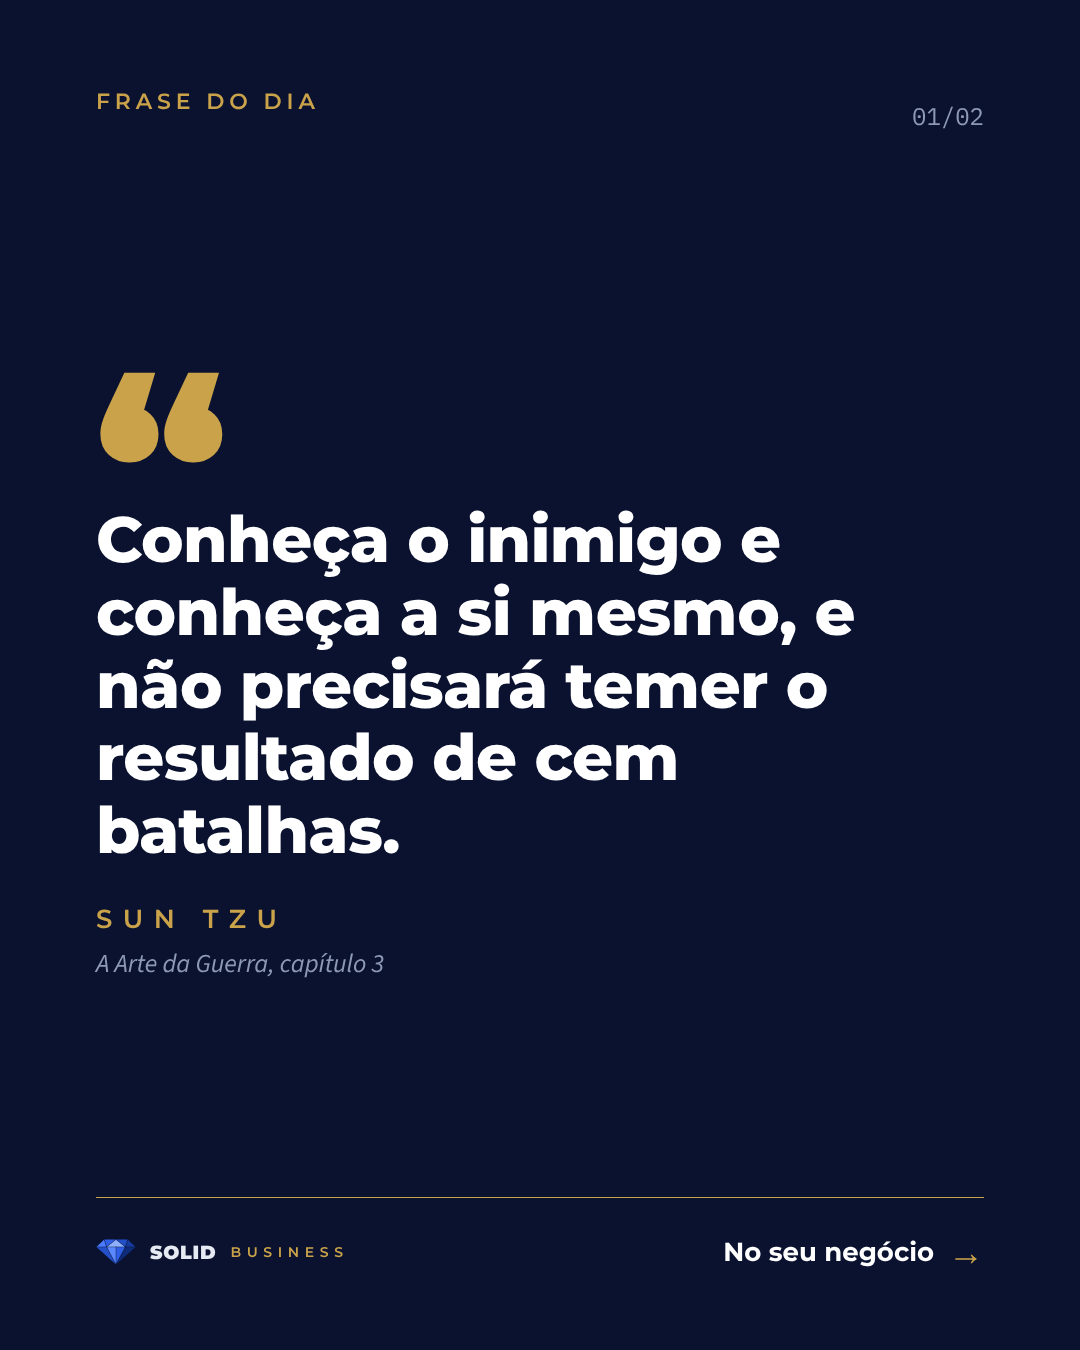 FRASE DO DIA
01/02
“
Conheça o inimigo e
conheça a si mesmo, e
não precisará temer o
resultado de cem
batalhas.
SUN TZU
A Arte da Guerra, capítulo 3
SOLID BUSINESS
No seu negócio →